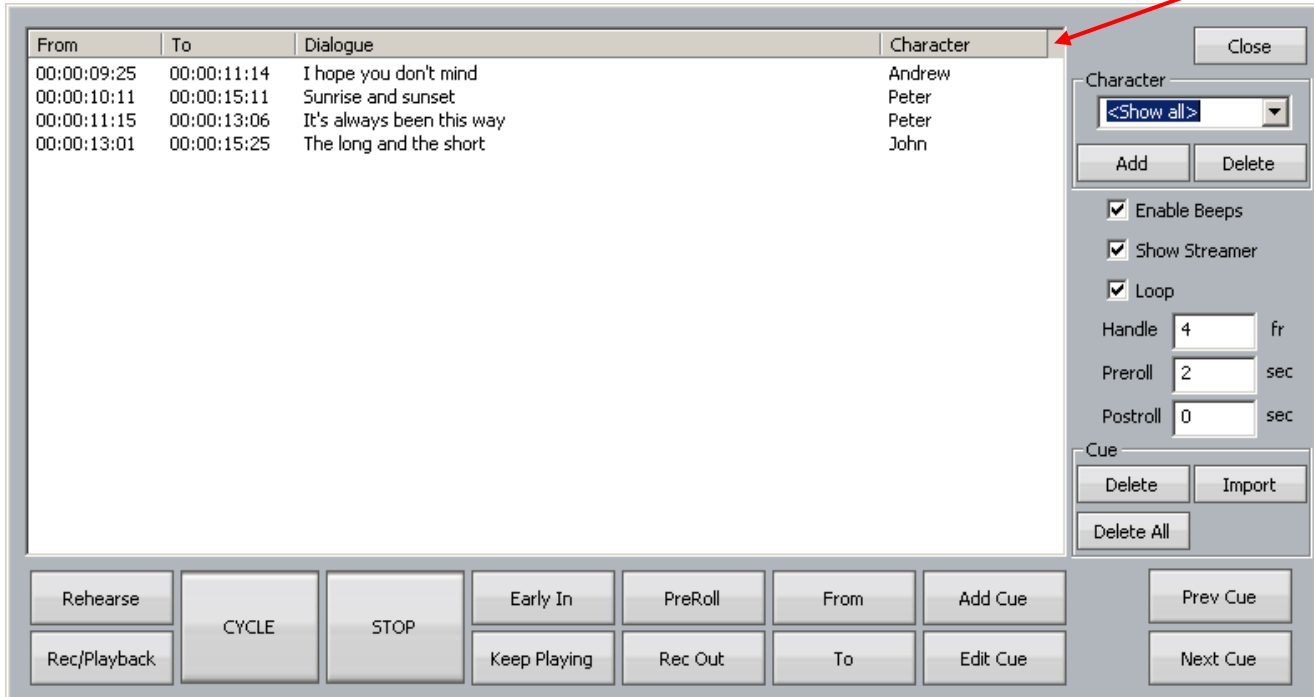 From To Dialogue Character
00:00:09:25 00:00:11:14 I hope you don't mind Andrew
00:00:10:11 00:00:15:11 Sunrise and sunset Peter
00:00:11:15 00:00:13:06 It's always been this way Peter
00:00:13:01 00:00:15:25 The long and the short John
Close
Character
<Show all>
Add Delete
Enable Beeps
Show Streamer
Loop
Handle 4 fr
Preroll 2 sec
Postroll 0 sec
Cue
Delete Import
Delete All
Rehearse CYCLE STOP Early In PreRoll From Add Cue Prev Cue
Rec/Playback Keep Playing Rec Out To Edit Cue Next Cue